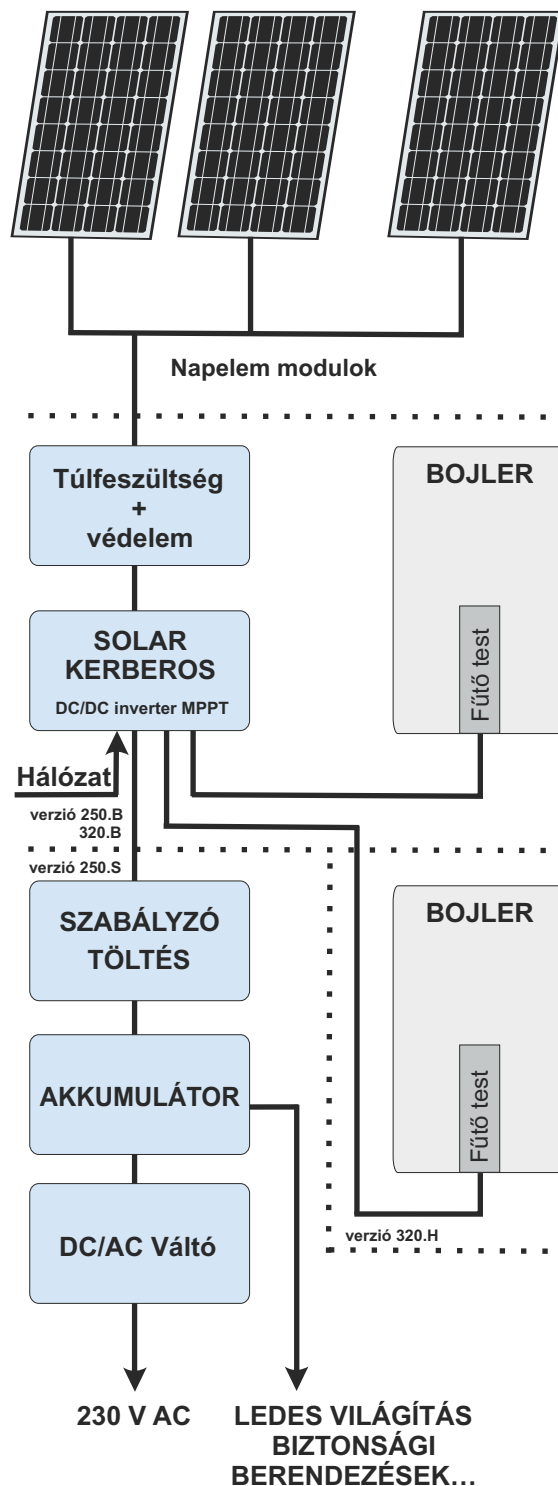 Napelem modulok
Túlfeszültség
+
védelem
BOJLER
SOLAR
KERBEROS
DC/DC inverter MPPT
Fűtő test
Hálózat
verzió 250.B
320.B
verzió 250.S
SZABÁLYZÓ
TÖLTÉS
BOJLER
AKKUMULÁTOR
Fűtő test
DC/AC Váltó
verzió 320.H
230 V AC
LEDES VILÁGÍTÁS
BIZTONSÁGI
BERENDEZÉSEK...